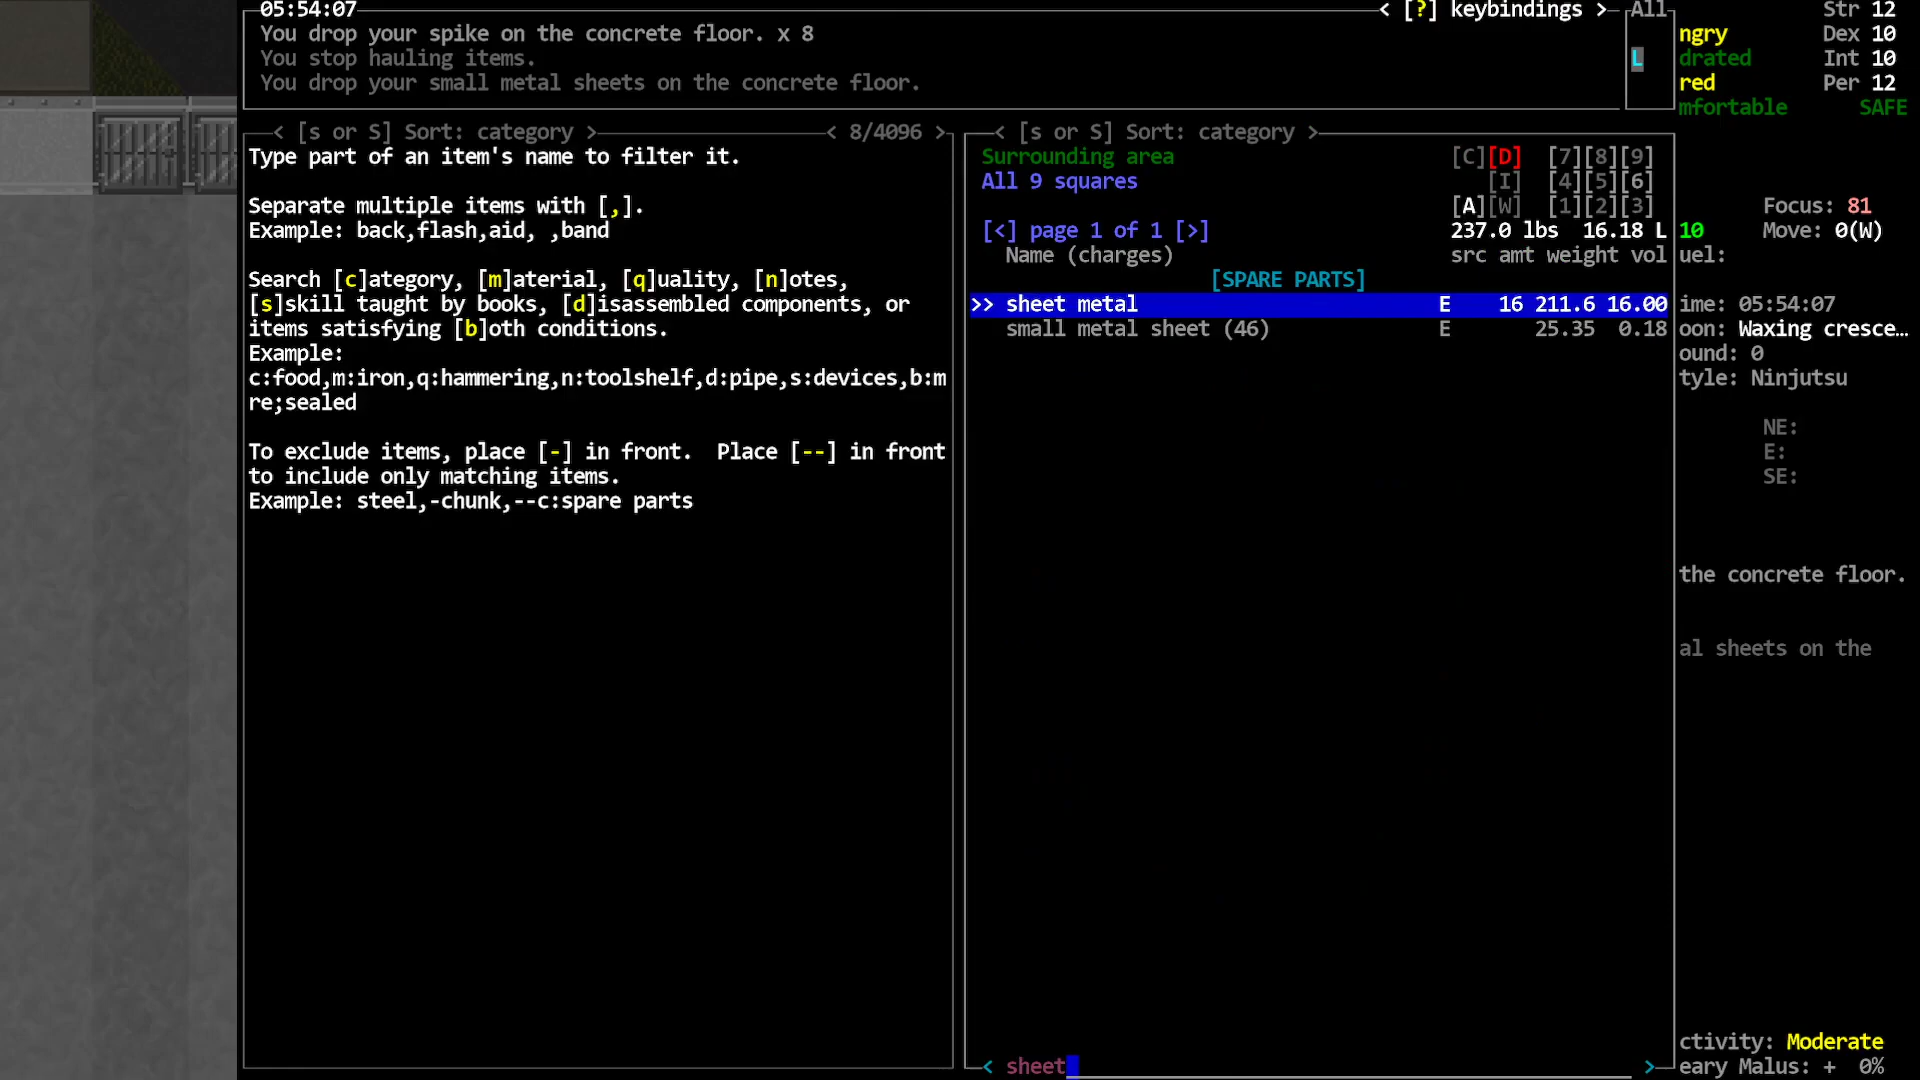 05:54:07
< [?] keybindings >
You drop your spike on the concrete floor. x 8
You stop hauling items.
You drop your small metal sheets on the concrete floor.
All
L
Str 12
ngry Dex 10
drated Int 10
red Per 12
mfortable SAFE
< [s or S] Sort: category > < 8/4096 >
Type part of an item's name to filter it.
Separate multiple items with [,].
Example: back,flash,aid, ,band
Search [c]ategory, [m]aterial, [q]uality, [n]otes,
[s]skill taught by books, [d]isassembled components, or
items satisfying [b]oth conditions.
Example:
c:food,m:iron,q:hammering,n:toolshelf,d:pipe,s:devices,b:m
re;sealed
To exclude items, place [-] in front.  Place [--] in front
to include only matching items.
Example: steel,-chunk,--c:spare parts
< [s or S] Sort: category >
Surrounding area [C][D] [7][8][9]
All 9 squares [I] [4][5][6]
[A][W] [1][2][3]
[<] page 1 of 1 [>] 237.0 lbs 16.18 L
Name (charges) src amt weight vol
[SPARE PARTS]
>> sheet metal E 16 211.6 16.00
small metal sheet (46) E 25.35 0.18
< sheet >
Focus: 81
10 Move: 0(W)
uel:
ime: 05:54:07
oon: Waxing cresce…
ound: 0
tyle: Ninjutsu
NE:
E:
SE:
the concrete floor.
al sheets on the
ctivity: Moderate
eary Malus: + 0%